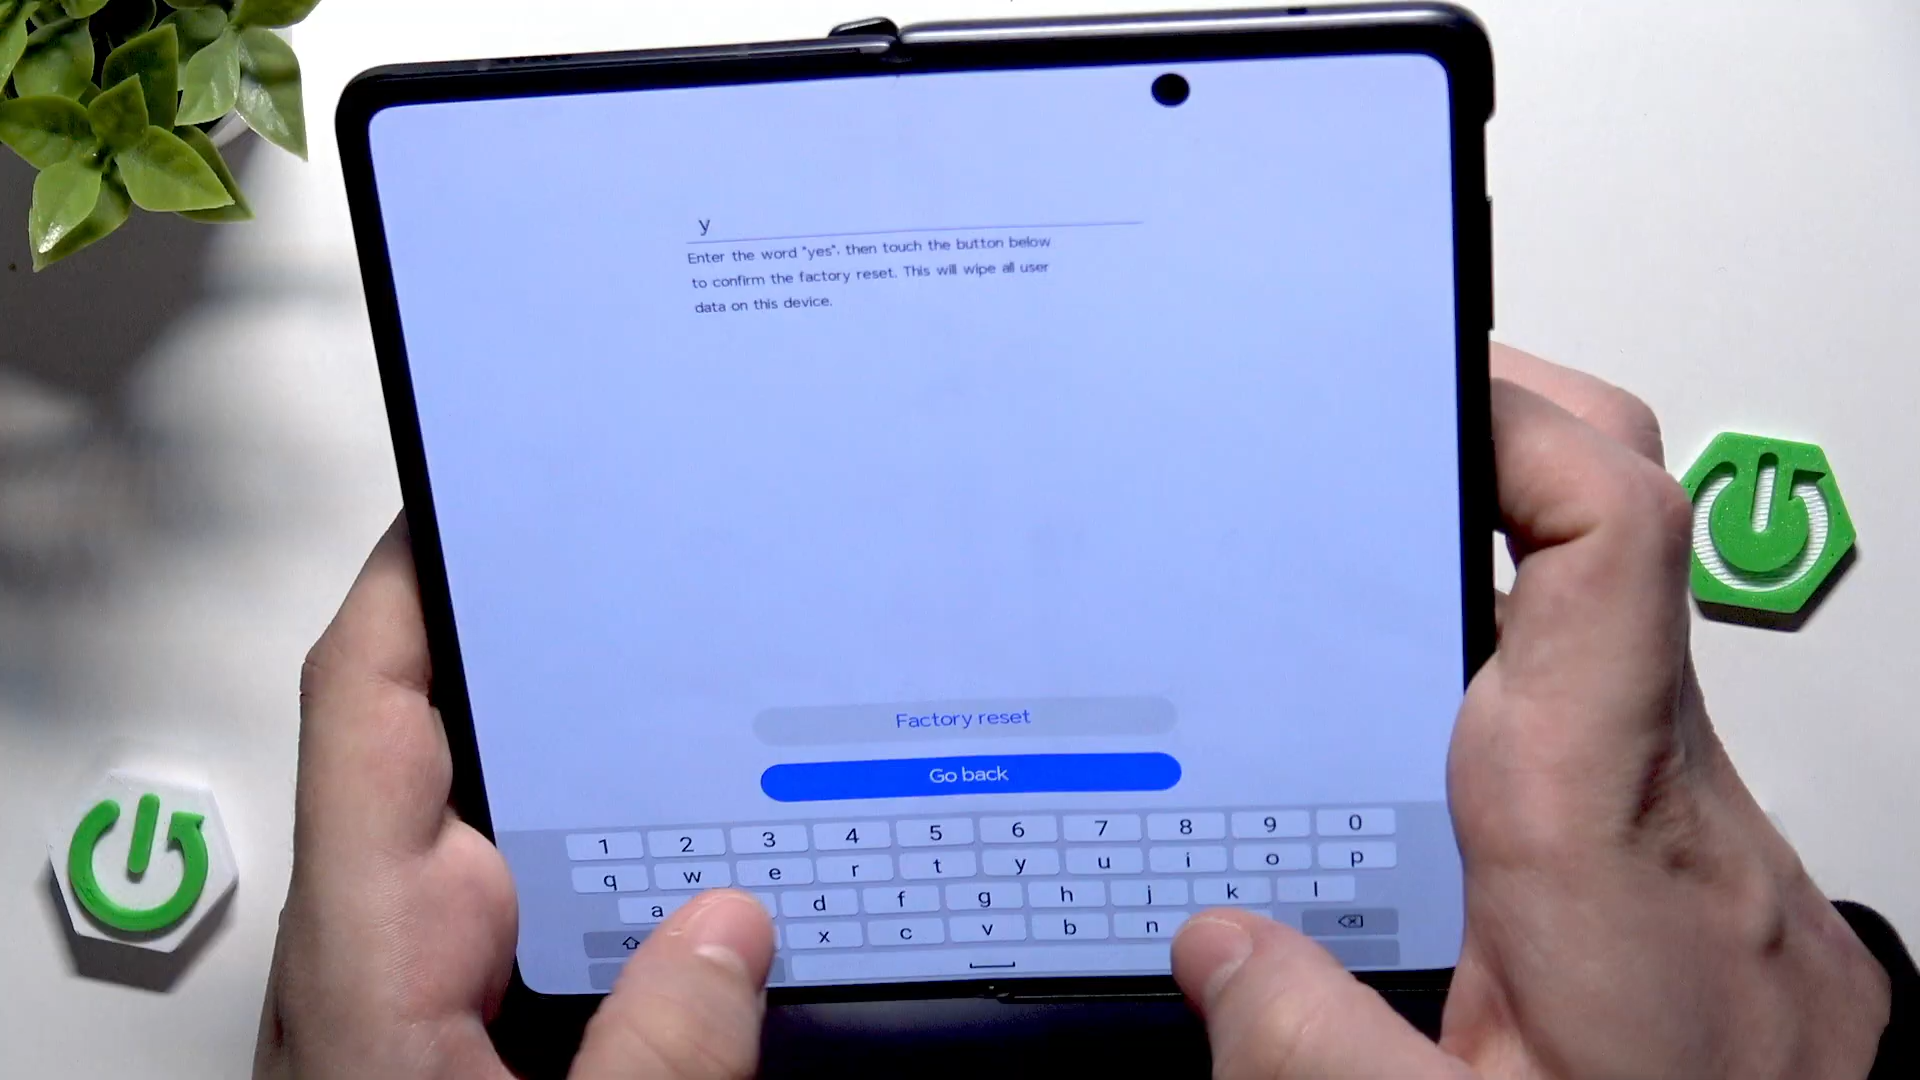 y
Enter the word "yes", then touch the button below
to confirm the factory reset. This will wipe all user
data on this device.
Factory reset
Go back
1 2 3 4 5 6 7 8 9 0
q w e r t y u i o p
a d f g h j k l
x c v b n